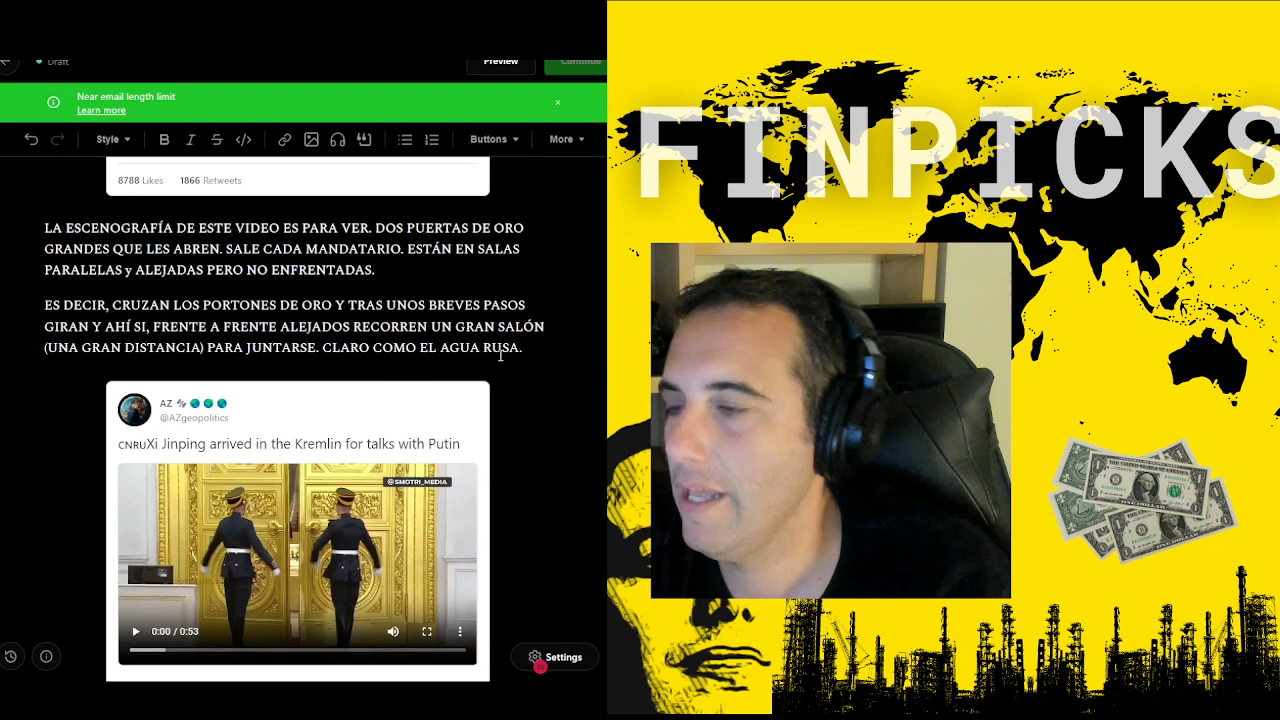 Draft
Preview
Continue
Near email length limit
Learn more
Style
Buttons
More
8788 Likes 1866 Retweets
LA ESCENOGRAFÍA DE ESTE VIDEO ES PARA VER. DOS PUERTAS DE ORO
GRANDES QUE LES ABREN. SALE CADA MANDATARIO. ESTÁN EN SALAS
PARALELAS y ALEJADAS PERO NO ENFRENTADAS.
ES DECIR, CRUZAN LOS PORTONES DE ORO Y TRAS UNOS BREVES PASOS
GIRAN Y AHÍ SI, FRENTE A FRENTE ALEJADOS RECORREN UN GRAN SALÓN
(UNA GRAN DISTANCIA) PARA JUNTARSE. CLARO COMO EL AGUA RUSA.
AZ
@AZgeopolitics
CNRUXi Jinping arrived in the Kremlin for talks with Putin
@SMOTRI_MEDIA
0:00 / 0:53
Settings
FINPICKS